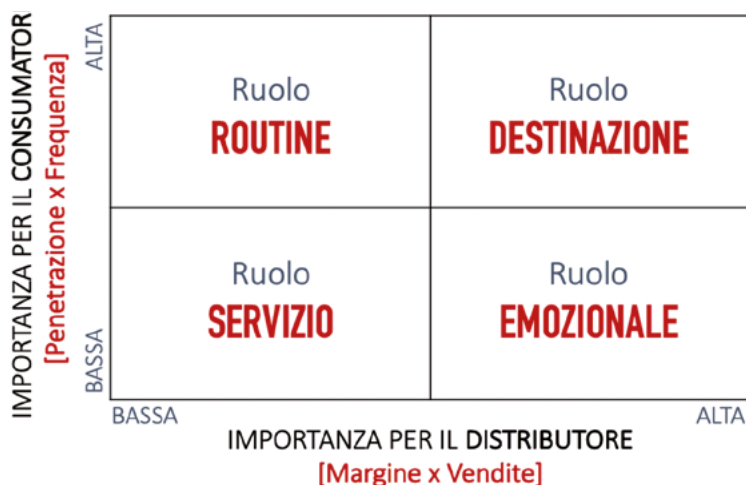 IMPORTANZA PER IL CONSUMATOR
[Penetrazione x Frequenza]
ALTA
BASSA
Ruolo
ROUTINE
Ruolo
DESTINAZIONE
Ruolo
SERVIZIO
Ruolo
EMOZIONALE
BASSA
ALTA
IMPORTANZA PER IL DISTRIBUTORE
[Margine x Vendite]